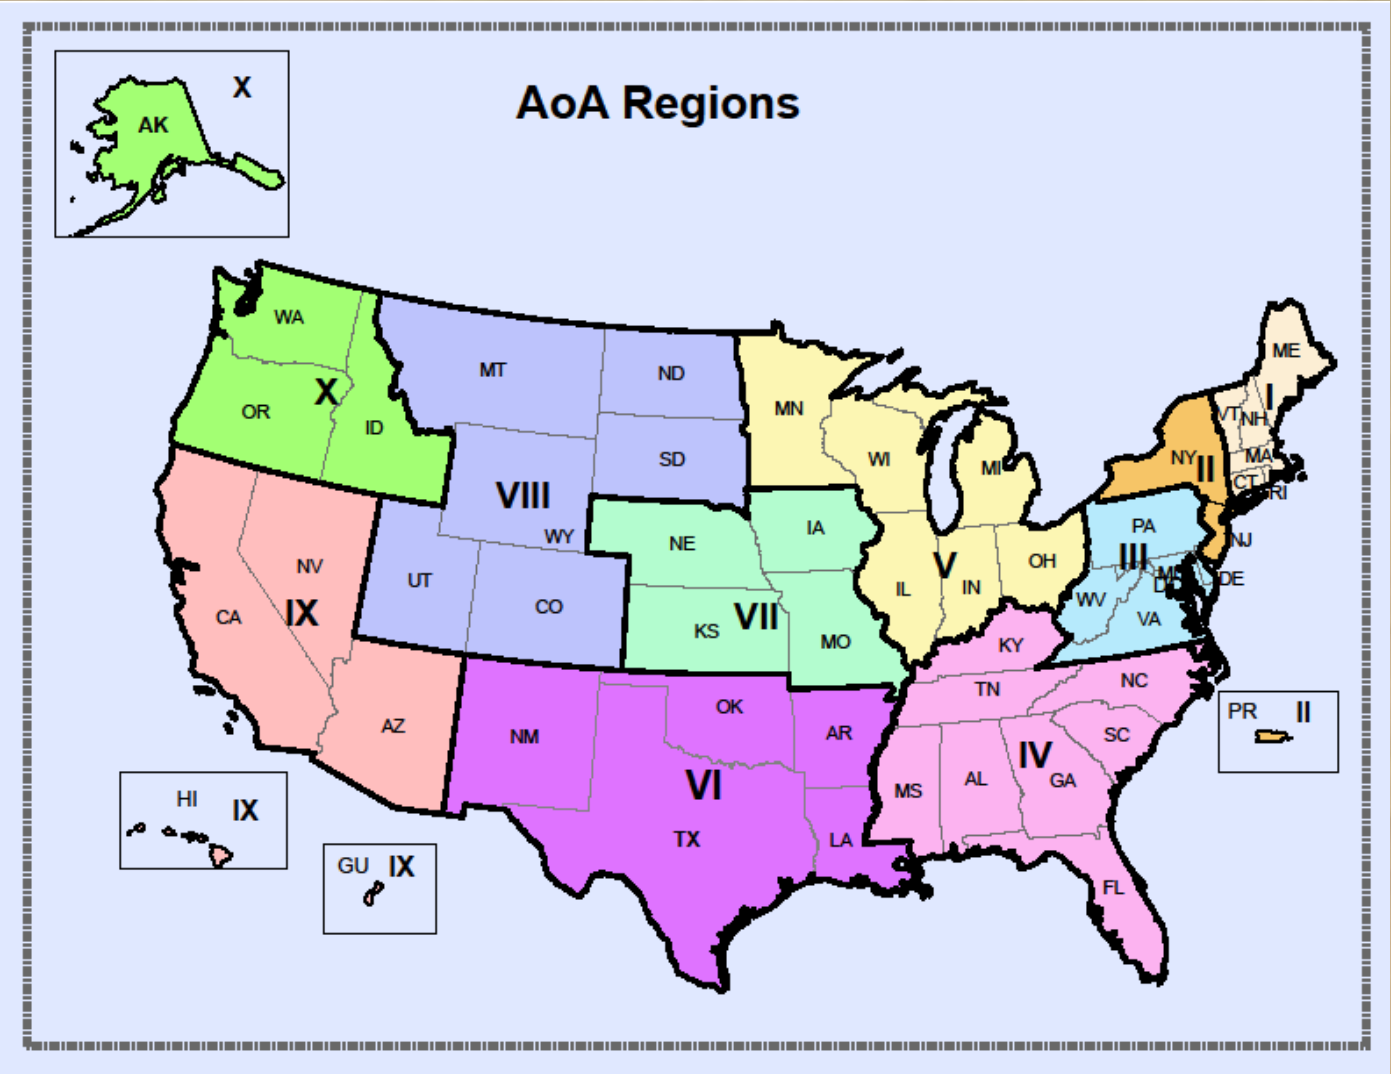 AoA Regions
X
AK
WA
MT
ND
MN
ME
I
OR
X
ID
SD
WI
MI
VT
NH
NY
II
MA
CT
RI
VIII
WY
NE
IA
PA
NJ
NV
UT
CO
V
OH
III
DE
IL
IN
WV
VA
CA
IX
KS
VII
MO
KY
TN
NC
AZ
NM
OK
AR
SC
PR
II
VI
IV
MS
AL
GA
HI
IX
TX
LA
GU
IX
FL